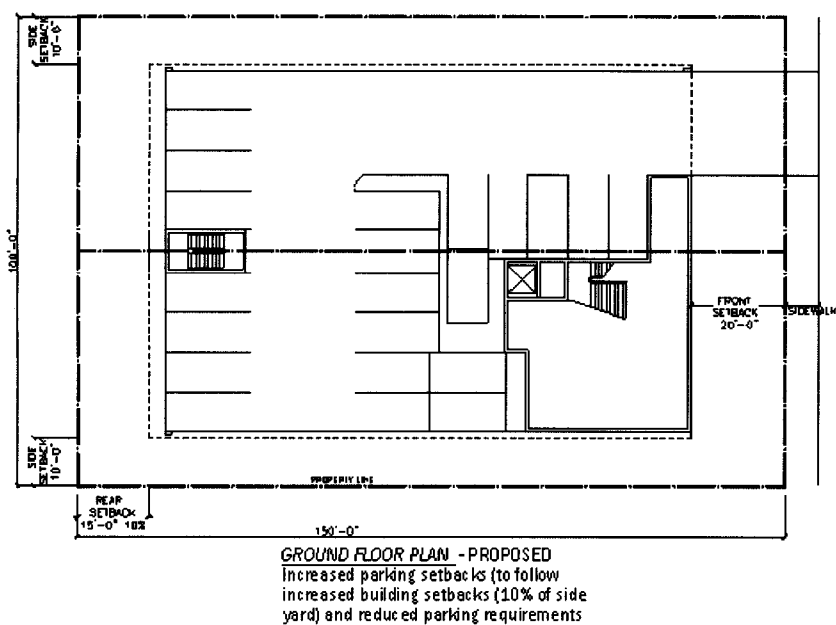 SIDE
SETBACK
10'-0"
100'-0"
FRONT
SETBACK
20'-0"
SIDEWALK
SIDE
SETBACK
10'-0"
PROPERTY LINE
REAR
SETBACK
15'-0" 10%
150'-0"
GROUND FLOOR PLAN - PROPOSED
Increased parking setbacks (to follow
increased building setbacks (10% of side
yard) and reduced parking requirements